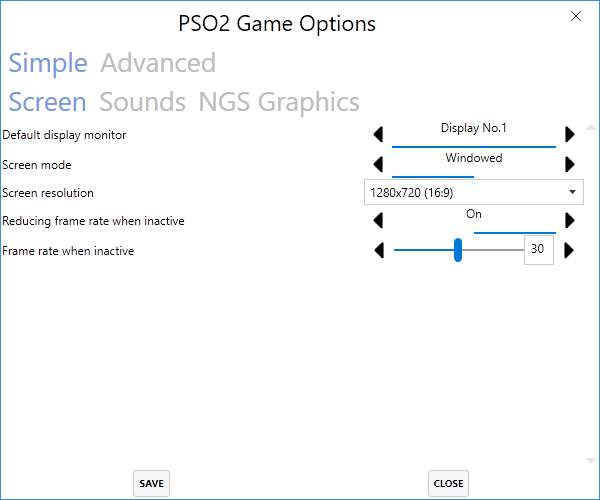 PSO2 Game Options
Simple Advanced
Screen Sounds NGS Graphics
Default display monitor Display No.1
Screen mode Windowed
Screen resolution 1280x720 (16:9)
Reducing frame rate when inactive On
Frame rate when inactive 30
SAVE CLOSE